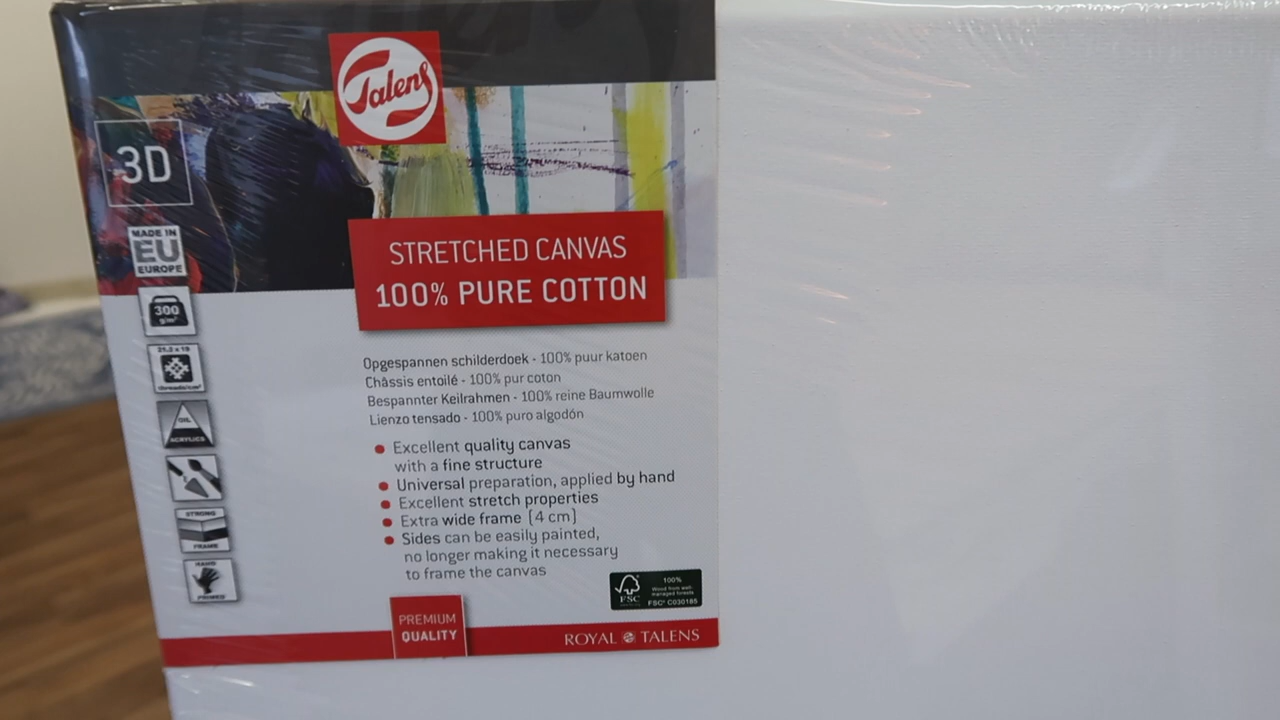 Talens
3D
MADE IN
EU
EUROPE
300
g/m²
21,2 x 19
threads/cm²
OIL
ACRYLICS
STRONG
FRAME
HAND
PRIMED
STRETCHED CANVAS
100% PURE COTTON
Opgespannen schilderdoek - 100% puur katoen
Châssis entoilé - 100% pur coton
Bespannter Keilrahmen - 100% reine Baumwolle
Lienzo tensado - 100% puro algodón
Excellent quality canvas
with a fine structure
Universal preparation, applied by hand
Excellent stretch properties
Extra wide frame (4 cm)
Sides can be easily painted,
no longer making it necessary
to frame the canvas
FSC
100%
Wood from well-
managed forests
FSC® C030185
PREMIUM
QUALITY
ROYAL TALENS